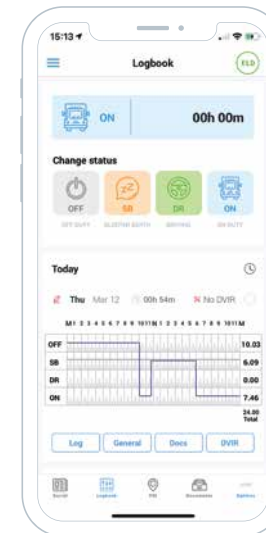 15:13
Logbook
ELD
ON
00h 00m
Change status
OFF
SB
DR
ON
OFF DUTY
SLEEPER BERTH
DRIVING
ON DUTY
Today
Thu Mar 12 00h 54m No DVIR
M 1 2 3 4 5 6 7 8 9 10 11 N 1 2 3 4 5 6 7 8 9 10 11 M
OFF 10.03
SB 6.09
DR 0.00
ON 7.46
24.00
Total
Log
General
Docs
DVIR
Logbook
Documents